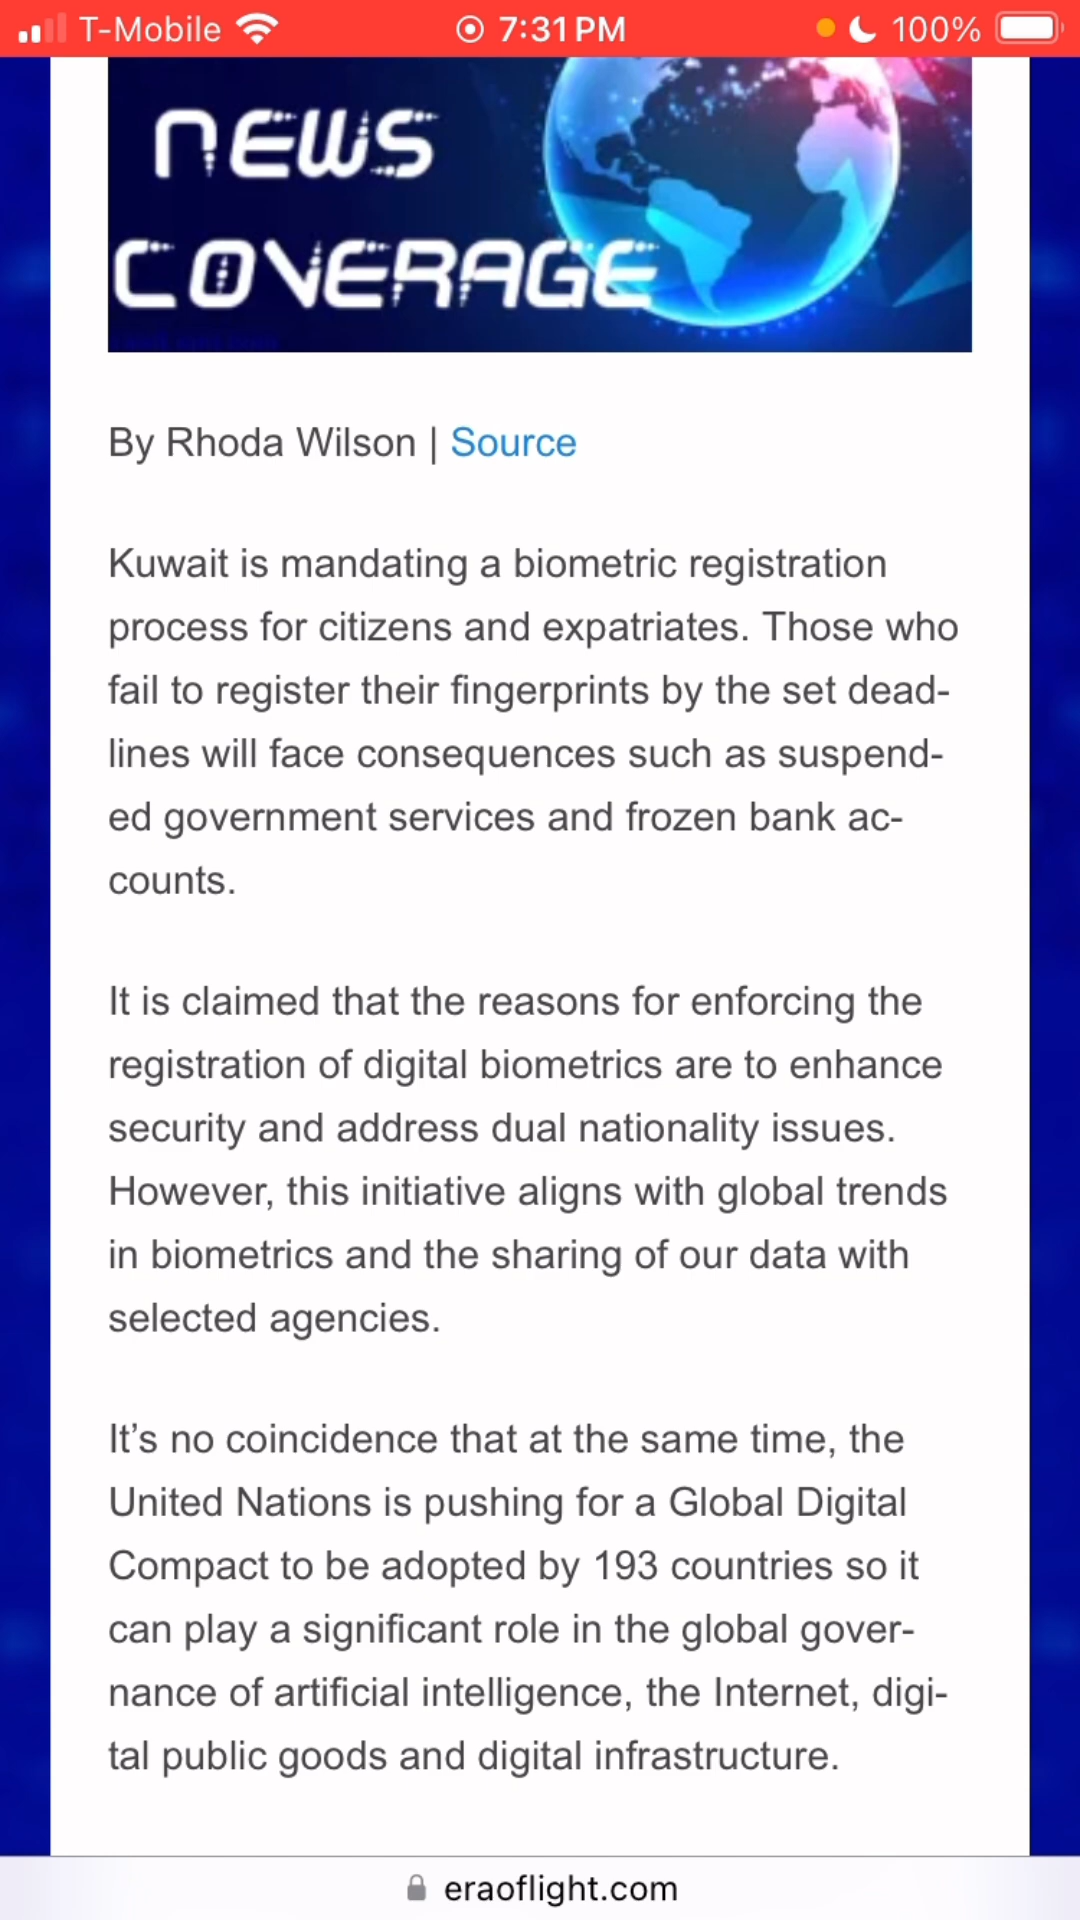 T-Mobile 7:31 PM 100%
NEWS
COVERAGE
By Rhoda Wilson | Source
Kuwait is mandating a biometric registration
process for citizens and expatriates. Those who
fail to register their fingerprints by the set dead-
lines will face consequences such as suspend-
ed government services and frozen bank ac-
counts.
It is claimed that the reasons for enforcing the
registration of digital biometrics are to enhance
security and address dual nationality issues.
However, this initiative aligns with global trends
in biometrics and the sharing of our data with
selected agencies.
It’s no coincidence that at the same time, the
United Nations is pushing for a Global Digital
Compact to be adopted by 193 countries so it
can play a significant role in the global gover-
nance of artificial intelligence, the Internet, digi-
tal public goods and digital infrastructure.
eraoflight.com